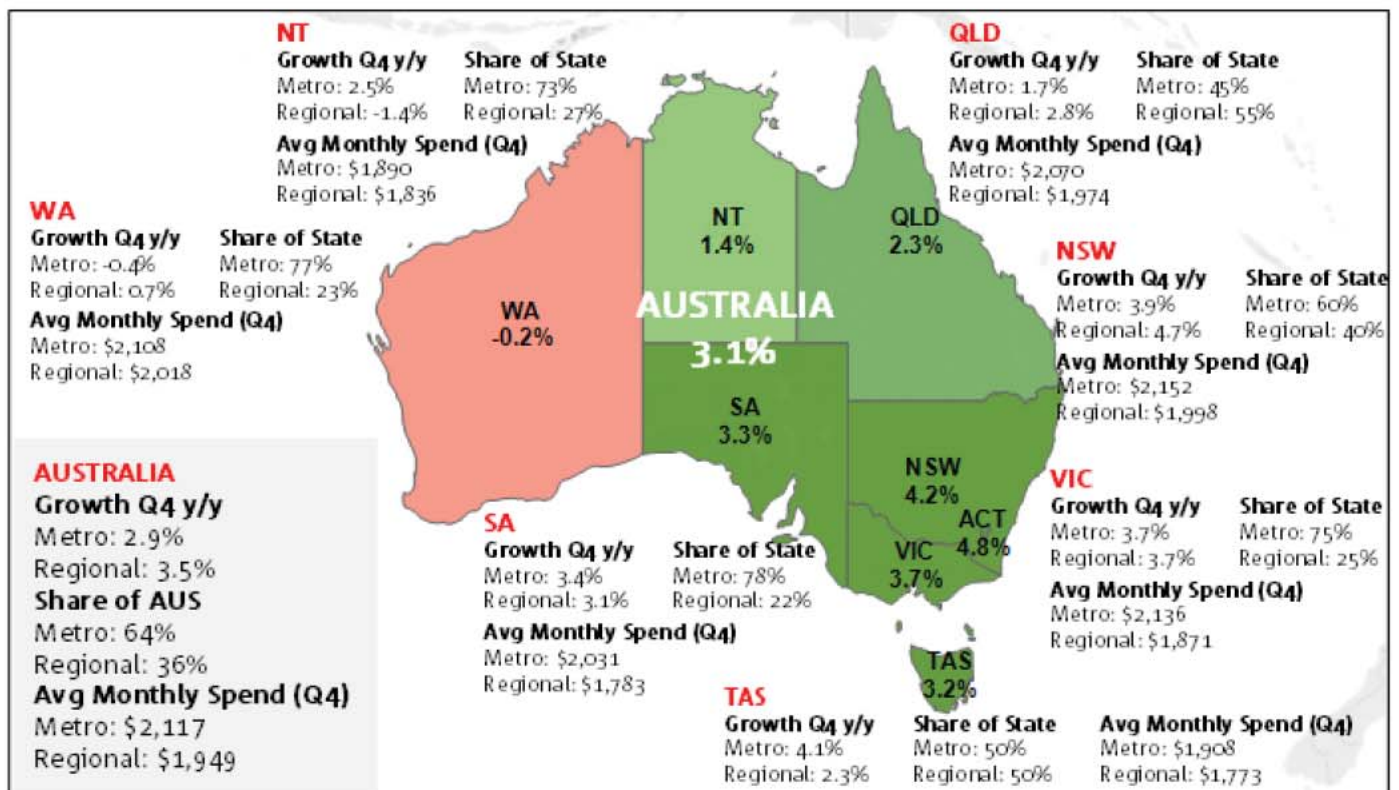 NT
Growth Q4 y/y Share of State
Metro: 2.5% Metro: 73%
Regional: -1.4% Regional: 27%
Avg Monthly Spend (Q4)
Metro: $1,890
Regional: $1,836
QLD
Growth Q4 y/y Share of State
Metro: 1.7% Metro: 45%
Regional: 2.8% Regional: 55%
Avg Monthly Spend (Q4)
Metro: $2,070
Regional: $1,974
WA
Growth Q4 y/y Share of State
Metro: -0.4% Metro: 77%
Regional: 0.7% Regional: 23%
Avg Monthly Spend (Q4)
Metro: $2,108
Regional: $2,018
NT
1.4%
QLD
2.3%
WA
-0.2%
AUSTRALIA
3.1%
NSW
Growth Q4 y/y Share of State
Metro: 3.9% Metro: 60%
Regional: 4.7% Regional: 40%
Avg Monthly Spend (Q4)
Metro: $2,152
Regional: $1,998
SA
3.3%
NSW
4.2%
ACT
4.8%
VIC
3.7%
TAS
3.2%
AUSTRALIA
Growth Q4 y/y
Metro: 2.9%
Regional: 3.5%
Share of AUS
Metro: 64%
Regional: 36%
Avg Monthly Spend (Q4)
Metro: $2,117
Regional: $1,949
SA
Growth Q4 y/y Share of State
Metro: 3.4% Metro: 78%
Regional: 3.1% Regional: 22%
Avg Monthly Spend (Q4)
Metro: $2,031
Regional: $1,783
VIC
Growth Q4 y/y Share of State
Metro: 3.7% Metro: 75%
Regional: 3.7% Regional: 25%
Avg Monthly Spend (Q4)
Metro: $2,136
Regional: $1,871
TAS
Growth Q4 y/y Share of State Avg Monthly Spend (Q4)
Metro: 4.1% Metro: 50% Metro: $1,908
Regional: 2.3% Regional: 50% Regional: $1,773